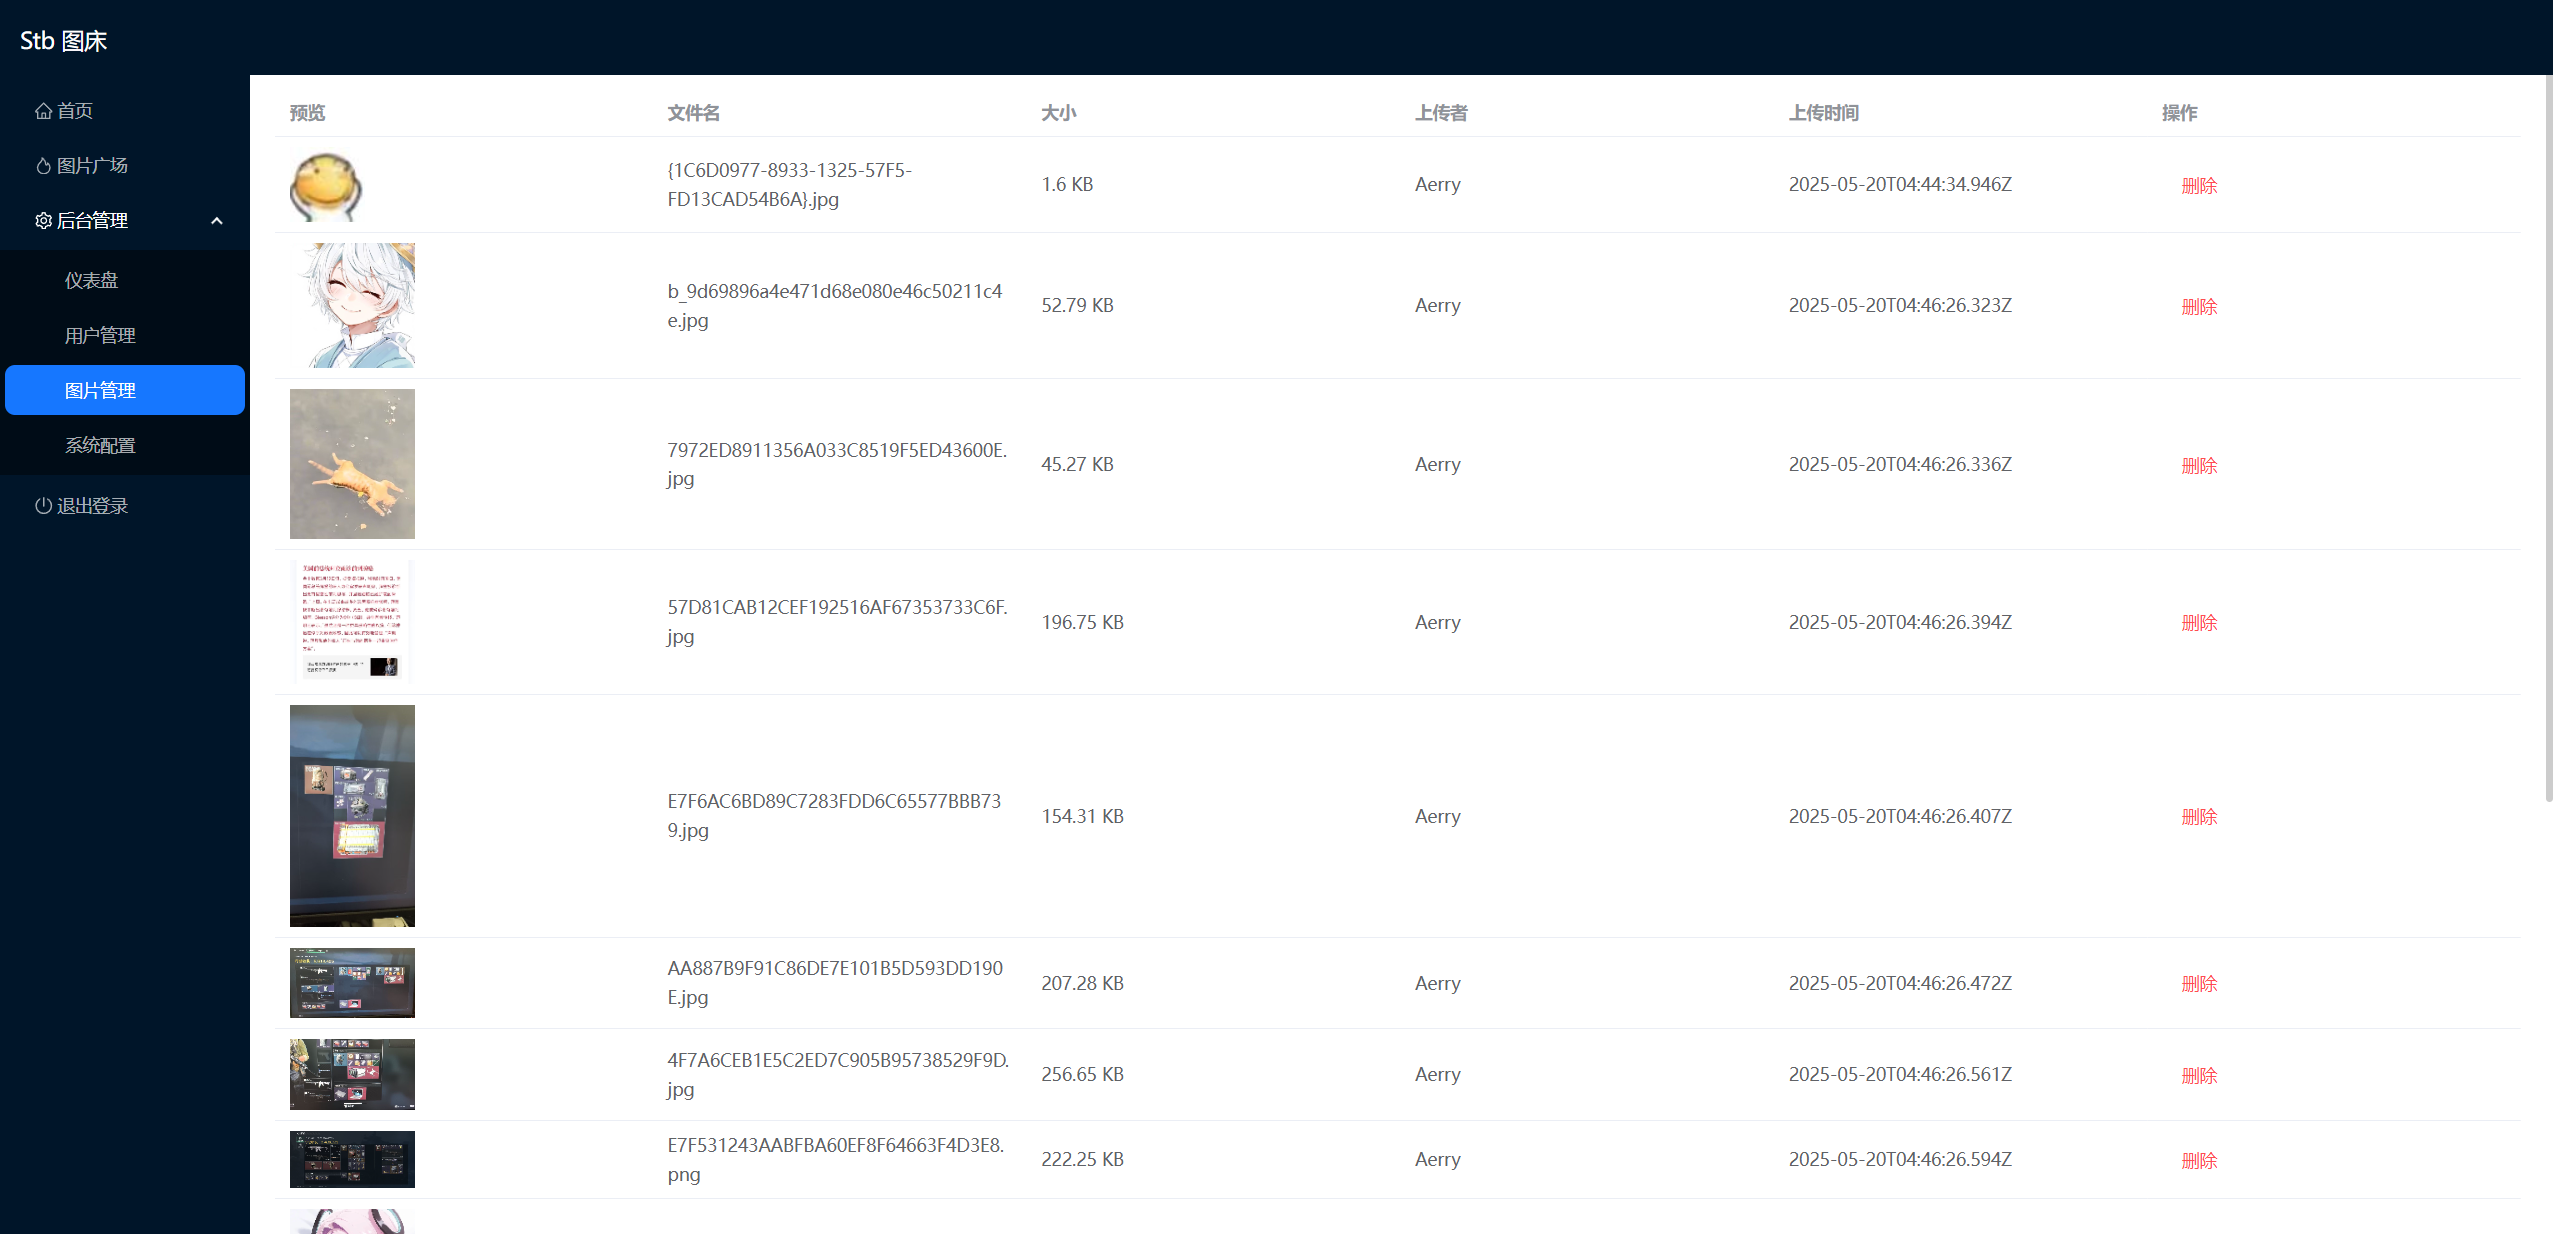 Stb 图床
首页
图片广场
后台管理
仪表盘
用户管理
图片管理
系统配置
退出登录
预览 文件名 大小 上传者 上传时间 操作
{1C6D0977-8933-1325-57F5-
FD13CAD54B6A}.jpg
1.6 KB Aerry 2025-05-20T04:44:34.946Z 删除
b_9d69896a4e471d68e080e46c50211c4
e.jpg
52.79 KB Aerry 2025-05-20T04:46:26.323Z 删除
7972ED8911356A033C8519F5ED43600E.
jpg
45.27 KB Aerry 2025-05-20T04:46:26.336Z 删除
57D81CAB12CEF192516AF67353733C6F.
jpg
196.75 KB Aerry 2025-05-20T04:46:26.394Z 删除
E7F6AC6BD89C7283FDD6C65577BBB73
9.jpg
154.31 KB Aerry 2025-05-20T04:46:26.407Z 删除
AA887B9F91C86DE7E101B5D593DD190
E.jpg
207.28 KB Aerry 2025-05-20T04:46:26.472Z 删除
4F7A6CEB1E5C2ED7C905B95738529F9D.
jpg
256.65 KB Aerry 2025-05-20T04:46:26.561Z 删除
E7F531243AABFBA60EF8F64663F4D3E8.
png
222.25 KB Aerry 2025-05-20T04:46:26.594Z 删除